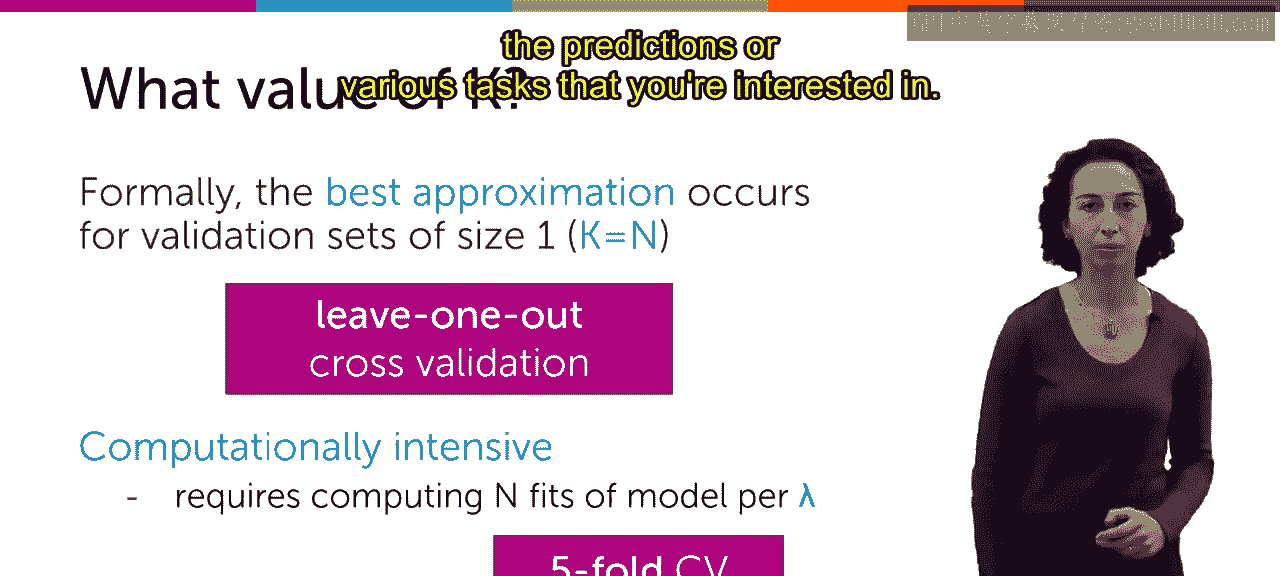 the predictions or
various tasks that you're interested in.
What value of K?
Formally, the best approximation occurs
for validation sets of size 1 (K=N)
leave-one-out
cross validation
Computationally intensive
- requires computing N fits of model per λ
5-fold CV